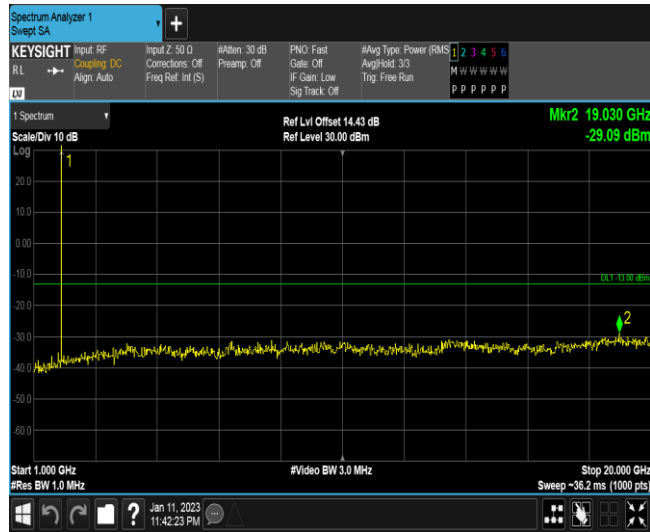 Spectrum Analyzer 1
Swept SA
+
KEYSIGHT Input: RF Input Z: 50 Ω #Atten: 30 dB PNO: Fast #Avg Type: Power (RMS 1 2 3 4 5 6
RL Coupling: DC Corrections: Off Preamp: Off Gate: Off Avg|Hold: 3/3 M W W W W W
Align: Auto Freq Ref: Int (S) IF Gain: Low Trig: Free Run
LXI Sig Track: Off P P P P P P
1 Spectrum Ref Lvl Offset 14.43 dB Mkr2 19.030 GHz
Scale/Div 10 dB Ref Level 30.00 dBm -29.09 dBm
Log
1
20.0
10.0
0.00
-10.0
DL1 -13.00 dBm
-20.0
2
-30.0
-40.0
-50.0
-60.0
Start 1.000 GHz #Video BW 3.0 MHz Stop 20.000 GHz
#Res BW 1.0 MHz Sweep ~36.2 ms (1000 pts)
? Jan 11, 2023
11:42:23 PM